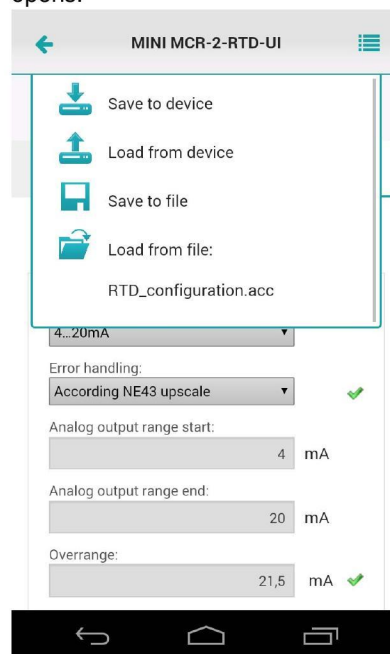 opens.
MINI MCR-2-RTD-UI
Save to device
Load from device
Save to file
Load from file:
RTD_configuration.acc
4...20mA
Error handling:
According NE43 upscale
Analog output range start:
4 mA
Analog output range end:
20 mA
Overrange:
21,5 mA